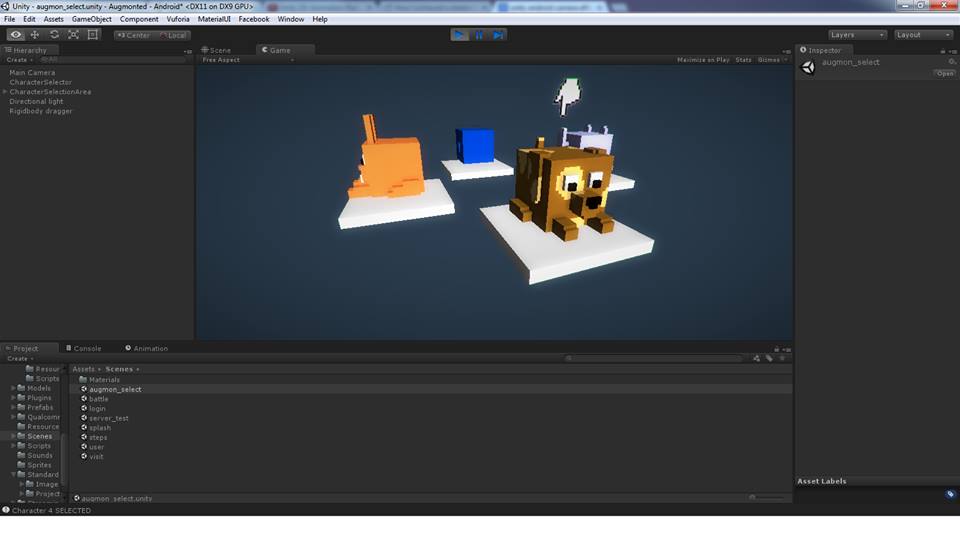 Unity - augmon_select.unity - Augmonted - Android* <DX11 on DX9 GPU>
File Edit Assets GameObject Component Vuforia MaterialUI Facebook Window Help
Center Local
Layers Layout
Hierarchy
Create All
Main Camera
CharacterSelector
CharacterSelectionArea
Directional light
Rigidbody dragger
Scene Game
Free Aspect Maximize on Play Stats Gizmos
Inspector
augmon_select
Open
Project Console Animation
Create
Resour
Scripts
Models
Plugins
Prefabs
Qualcomm
Resource
Scenes
Scripts
Sounds
Sprites
Standard
Image
Project
Assets Scenes
Materials
augmon_select
battle
login
server_test
splash
steps
user
visit
augmon_select.unity
Asset Labels
Character 4 SELECTED